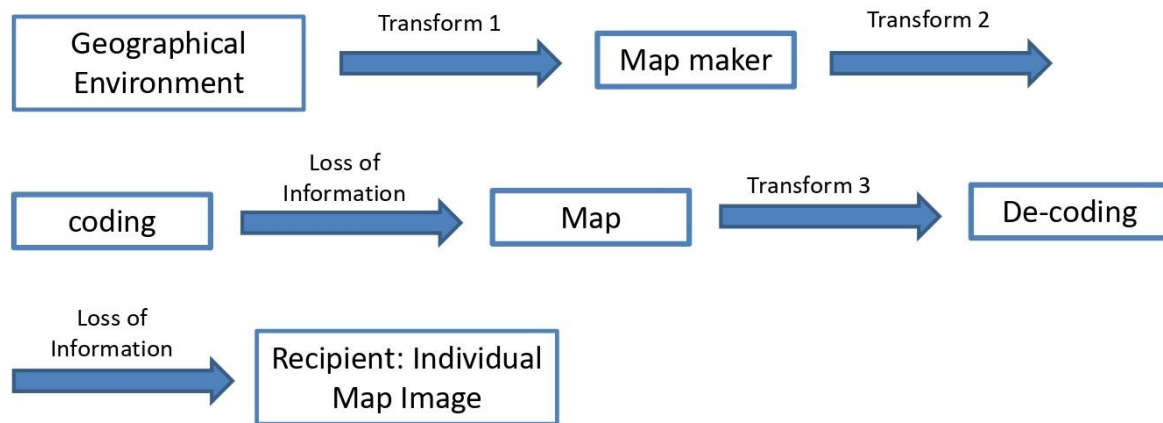 Geographical
Environment
Transform 1
Map maker
Transform 2
coding
Loss of
Information
Map
Transform 3
De-coding
Loss of
Information
Recipient: Individual
Map Image